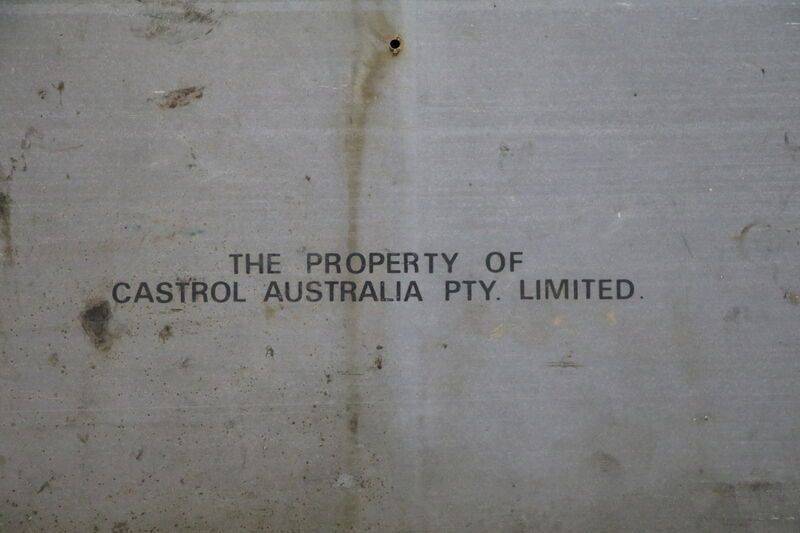 THE PROPERTY OF
CASTROL AUSTRALIA PTY. LIMITED.